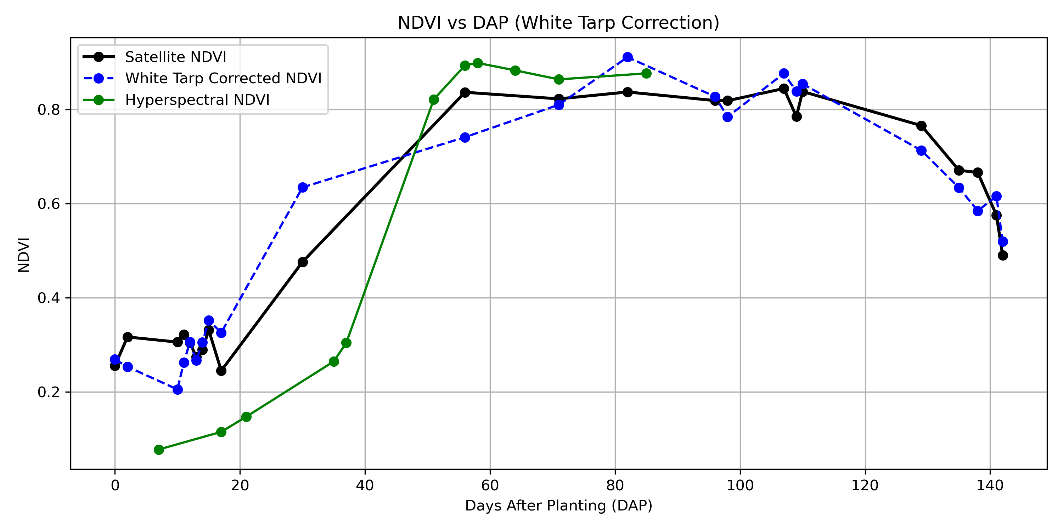 NDVI vs DAP (White Tarp Correction)
Satellite NDVI
White Tarp Corrected NDVI
Hyperspectral NDVI
NDVI
0.8
0.6
0.4
0.2
0 20 40 60 80 100 120 140
Days After Planting (DAP)